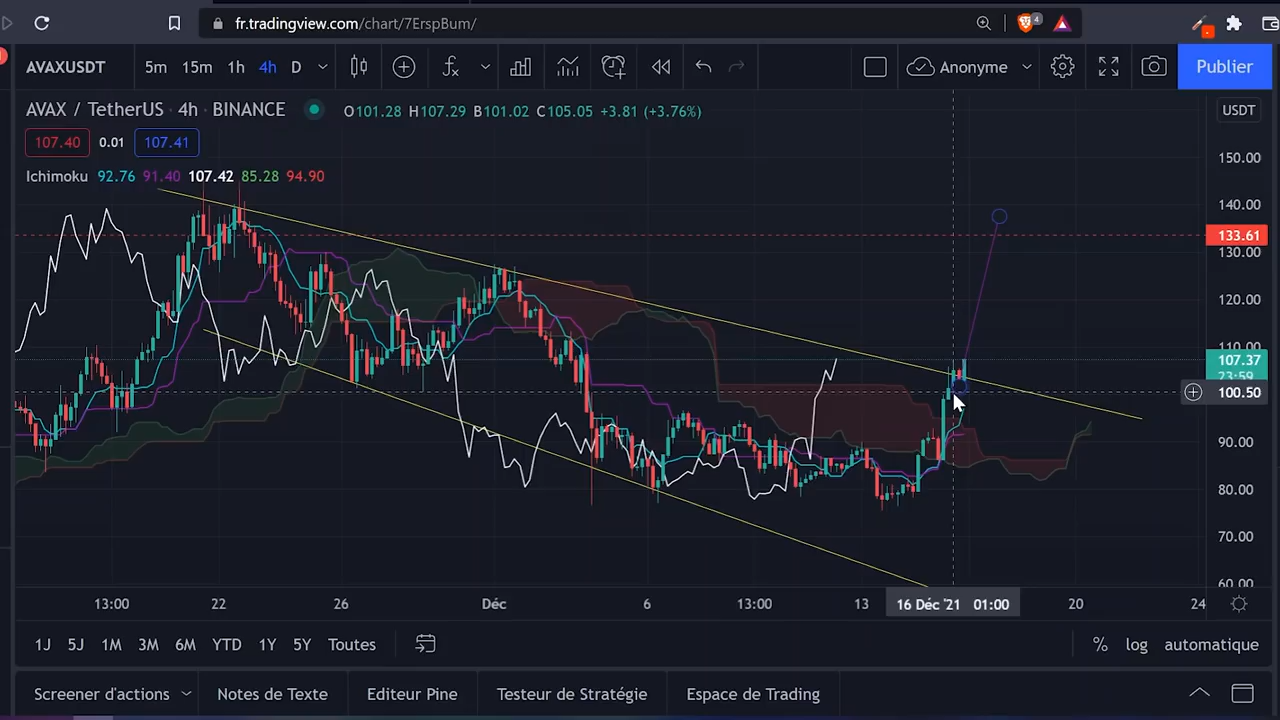 fr.tradingview.com/chart/7ErspBum/
4
AVAXUSDT 5m 15m 1h 4h D Anonyme Publier
AVAX / TetherUS · 4h · BINANCE O101.28 H107.29 B101.02 C105.05 +3.81 (+3.76%) USDT
107.40 0.01 107.41
Ichimoku 92.76 91.40 107.42 85.28 94.90
150.00
140.00
133.61
130.00
120.00
110.00
107.37
23:59
100.50
90.00
80.00
70.00
60.00
13:00 22 26 Déc 6 13:00 13 16 Déc '21 01:00 20 24
1J 5J 1M 3M 6M YTD 1Y 5Y Toutes % log automatique
Screener d'actions Notes de Texte Editeur Pine Testeur de Stratégie Espace de Trading